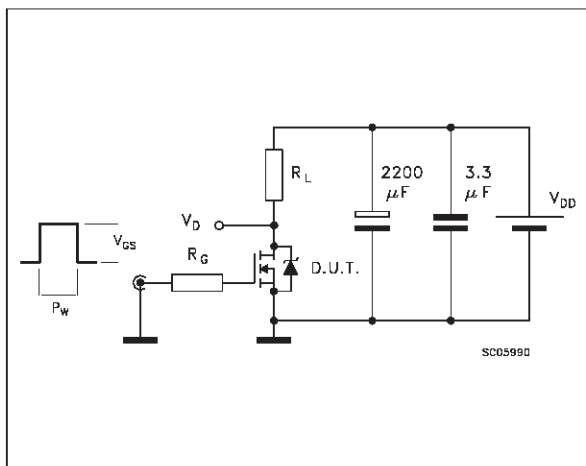 2200
μF
3.3
μF
R_L
V_DD
V_D
V_GS
R_G
D.U.T.
P_W
SC05990